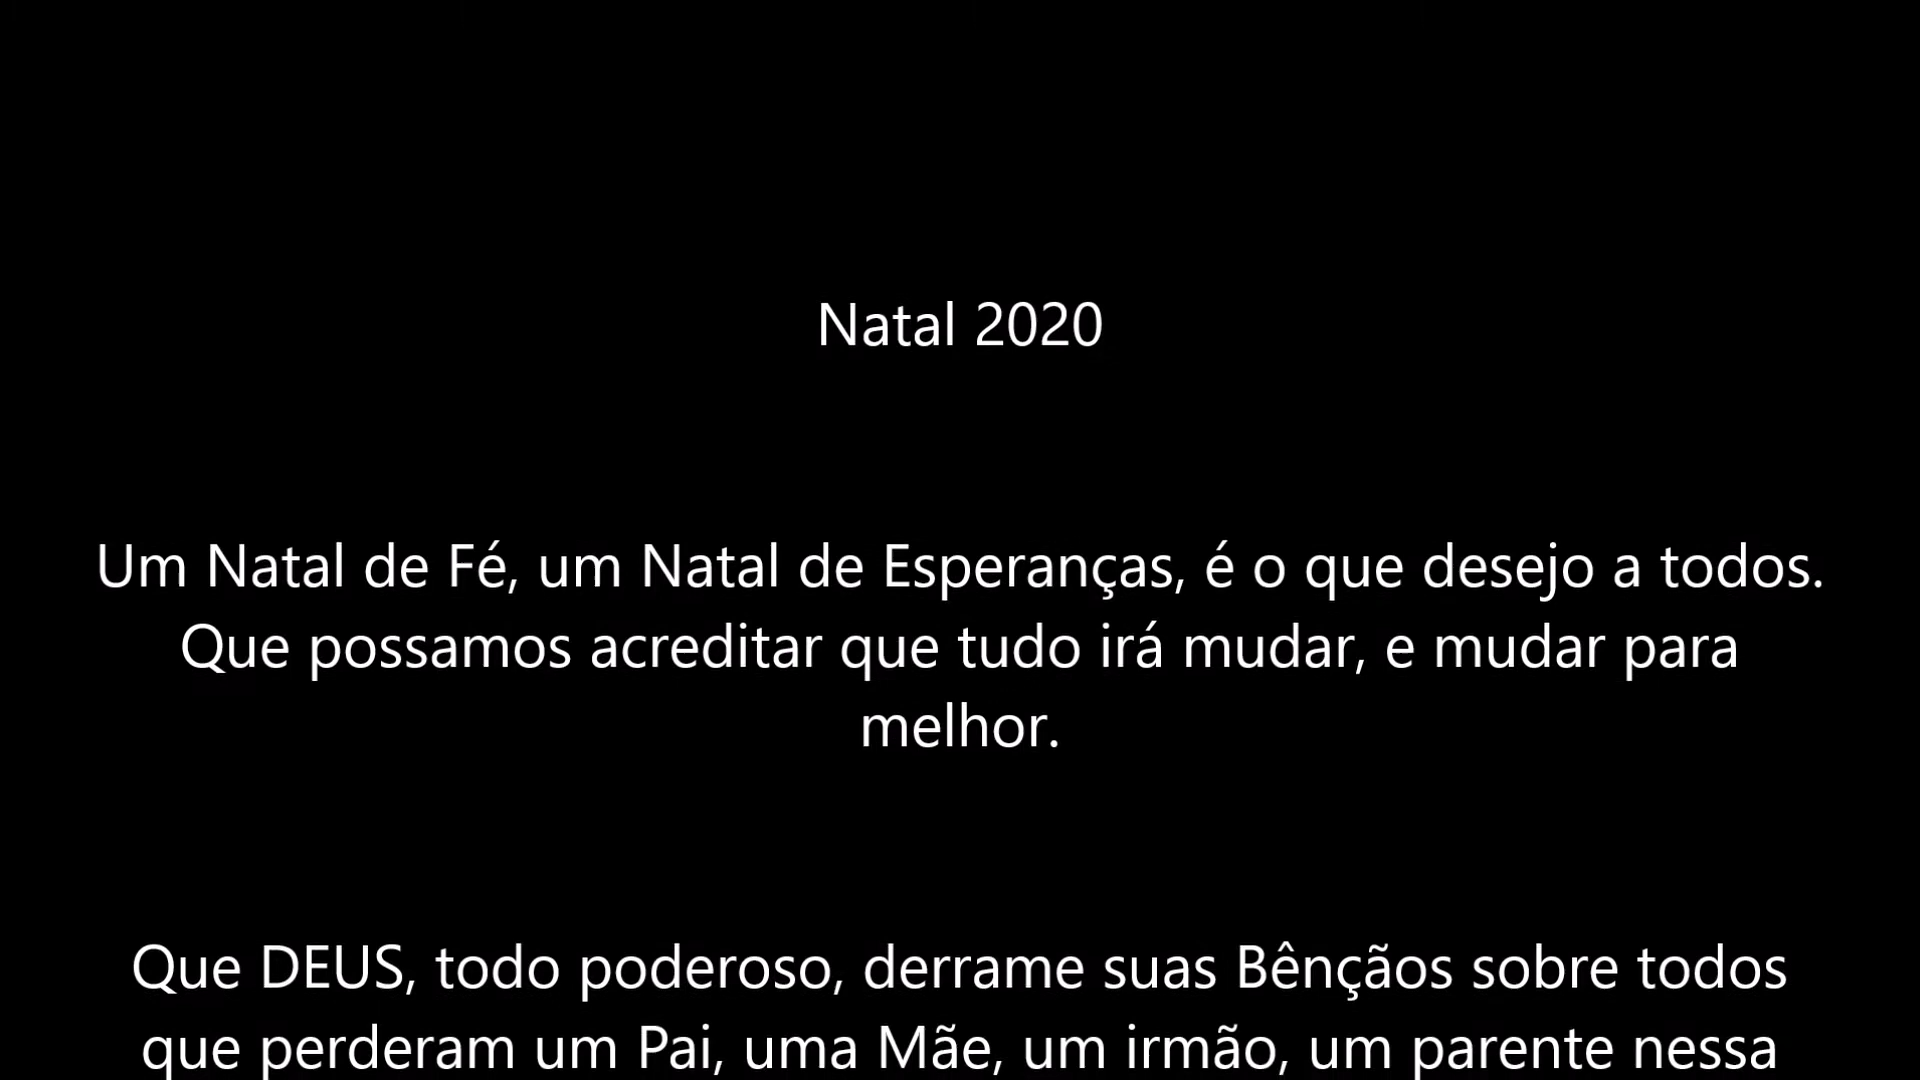 Natal 2020
Um Natal de Fé, um Natal de Esperanças, é o que desejo a todos.
Que possamos acreditar que tudo irá mudar, e mudar para
melhor.
Que DEUS, todo poderoso, derrame suas Bênçãos sobre todos
que perderam um Pai, uma Mãe, um irmão, um parente nessa